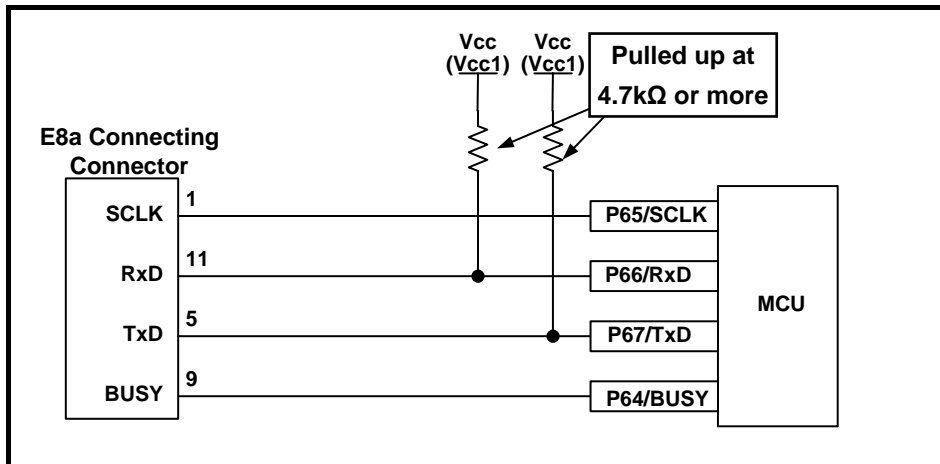 Vcc
(Vcc1)
Vcc
(Vcc1)
Pulled up at
4.7kΩ or more
E8a Connecting
Connector
SCLK
1
P65/SCLK
RxD
11
P66/RxD
TxD
5
P67/TxD
BUSY
9
P64/BUSY
MCU